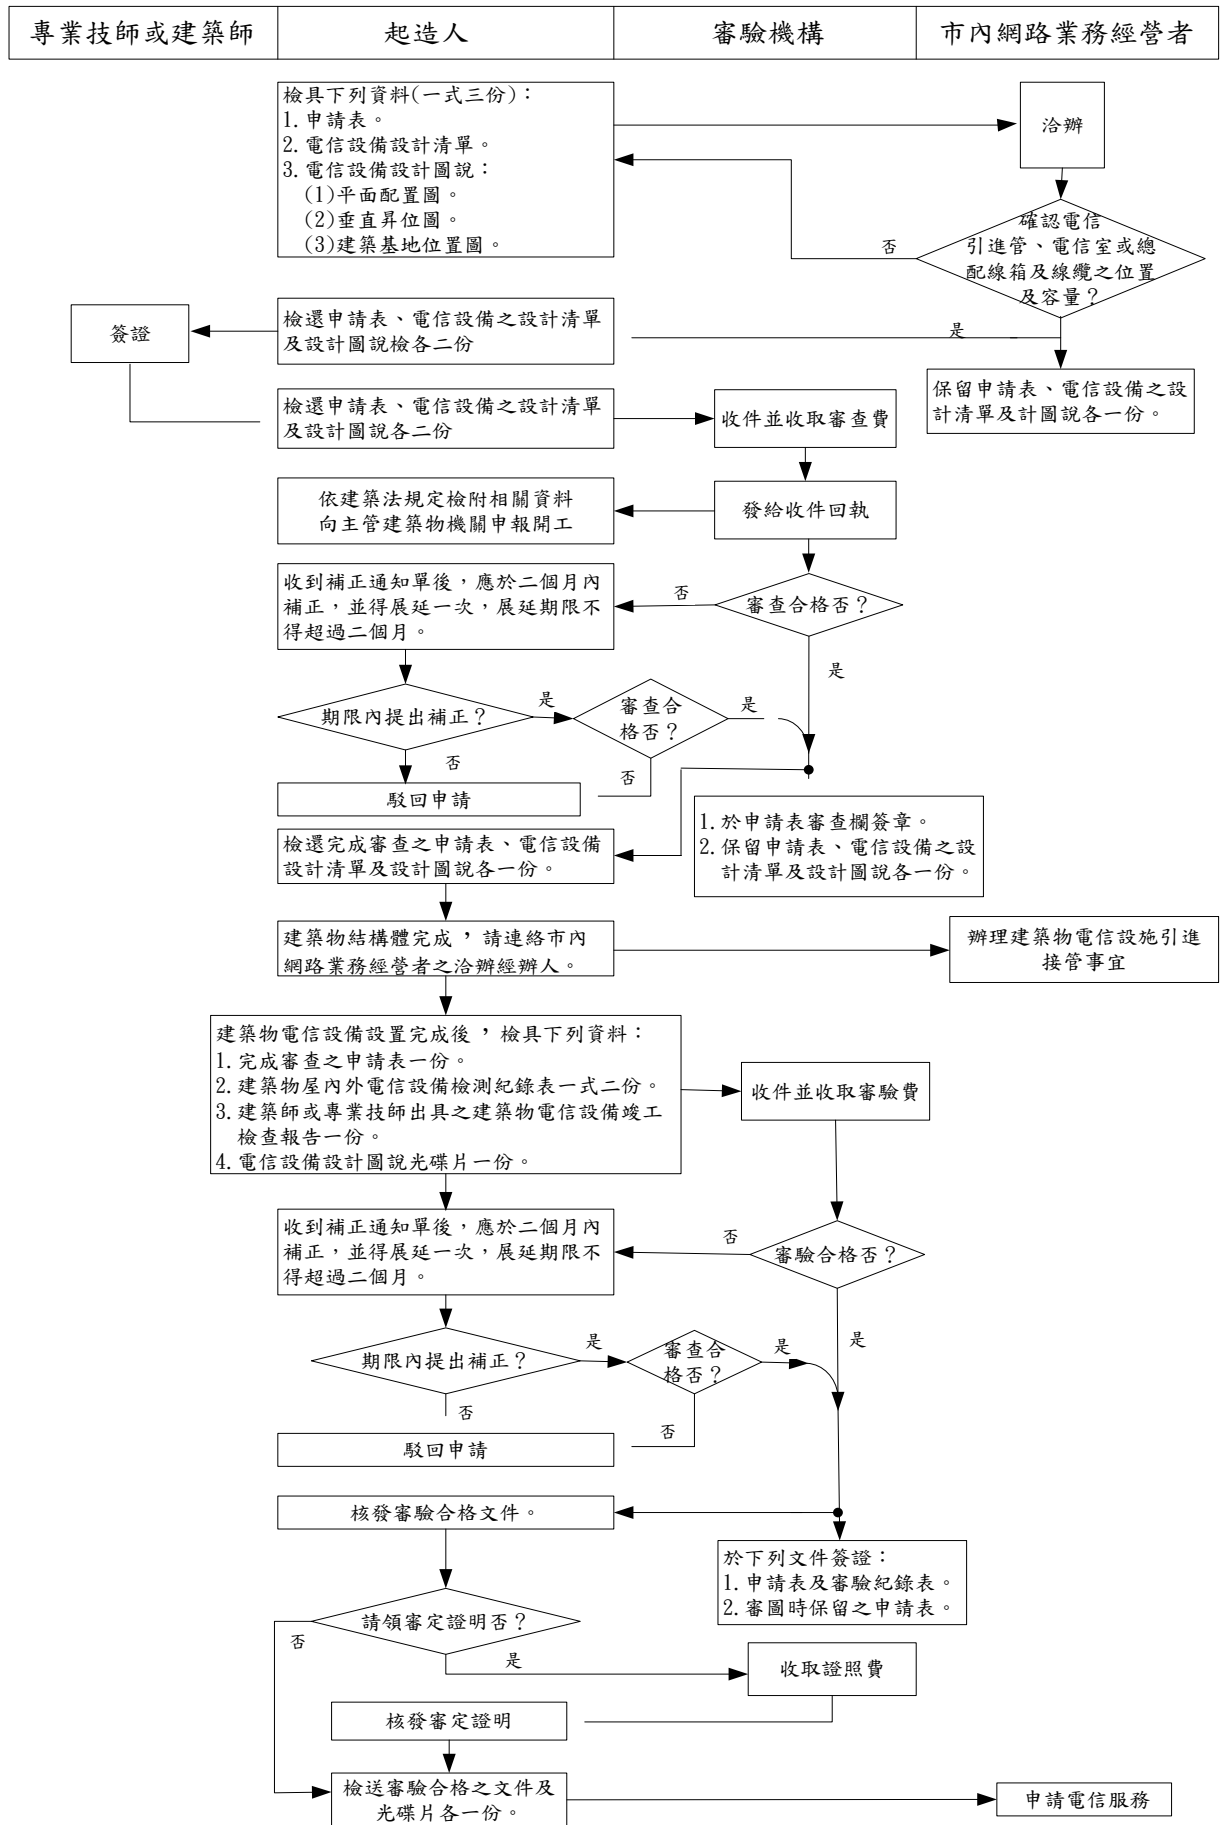 專業技師或建築師
起造人
審驗機構
市內網路業務經營者
檢具下列資料(一式三份)：
1.申請表。
2.電信設備設計清單。
3.電信設備設計圖說：
(1)平面配置圖。
(2)垂直昇位圖。
(3)建築基地位置圖。
洽辦
確認電信
引進管、電信室或總
配線箱及線纜之位置
及容量？
否
是
簽證
檢還申請表、電信設備之設計清單
及設計圖說檢各二份
保留申請表、電信設備之設
計清單及計圖說各一份。
檢還申請表、電信設備之設計清單
及設計圖說各二份
收件並收取審查費
依建築法規定檢附相關資料
向主管建築物機關申報開工
發給收件回執
收到補正通知單後，應於二個月內
補正，並得展延一次，展延期限不
得超過二個月。
否
審查合格否？
是
期限內提出補正？
是
審查合
格否？
是
否
否
駁回申請
1.於申請表審查欄簽章。
2.保留申請表、電信設備之設
計清單及設計圖說各一份。
檢還完成審查之申請表、電信設備
設計清單及設計圖說各一份。
建築物結構體完成，請連絡市內
網路業務經營者之洽辦經辦人。
辦理建築物電信設施引進
接管事宜
建築物電信設備設置完成後，檢具下列資料：
1.完成審查之申請表一份。
2.建築物屋內外電信設備檢測紀錄表一式二份。
3.建築師或專業技師出具之建築物電信設備竣工
檢查報告一份。
4.電信設備設計圖說光碟片一份。
收件並收取審驗費
收到補正通知單後，應於二個月內
補正，並得展延一次，展延期限不
得超過二個月。
否
審驗合格否？
是
期限內提出補正？
是
審查合
格否？
是
否
否
駁回申請
核發審驗合格文件。
於下列文件簽證：
1.申請表及審驗紀錄表。
2.審圖時保留之申請表。
請領審定證明否？
否
是
收取證照費
核發審定證明
檢送審驗合格之文件及
光碟片各一份。
申請電信服務